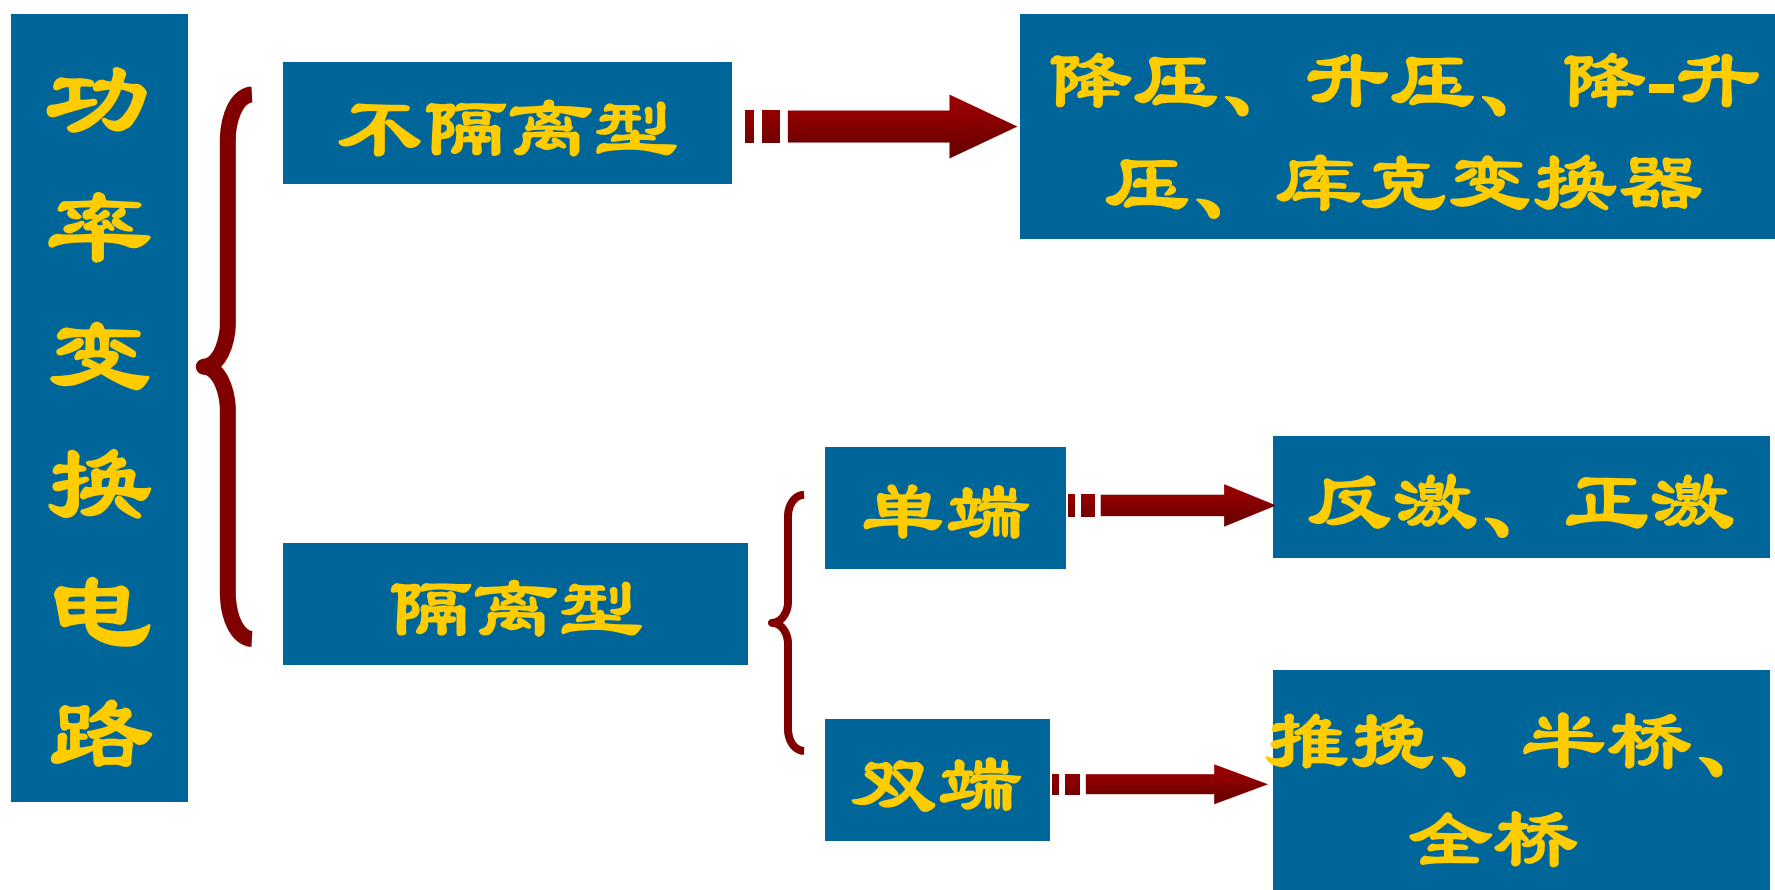 功率变换电路
不隔离型
降压、升压、降-升
压、库克变换器
隔离型
单端
反激、正激
双端
推挽、半桥、
全桥